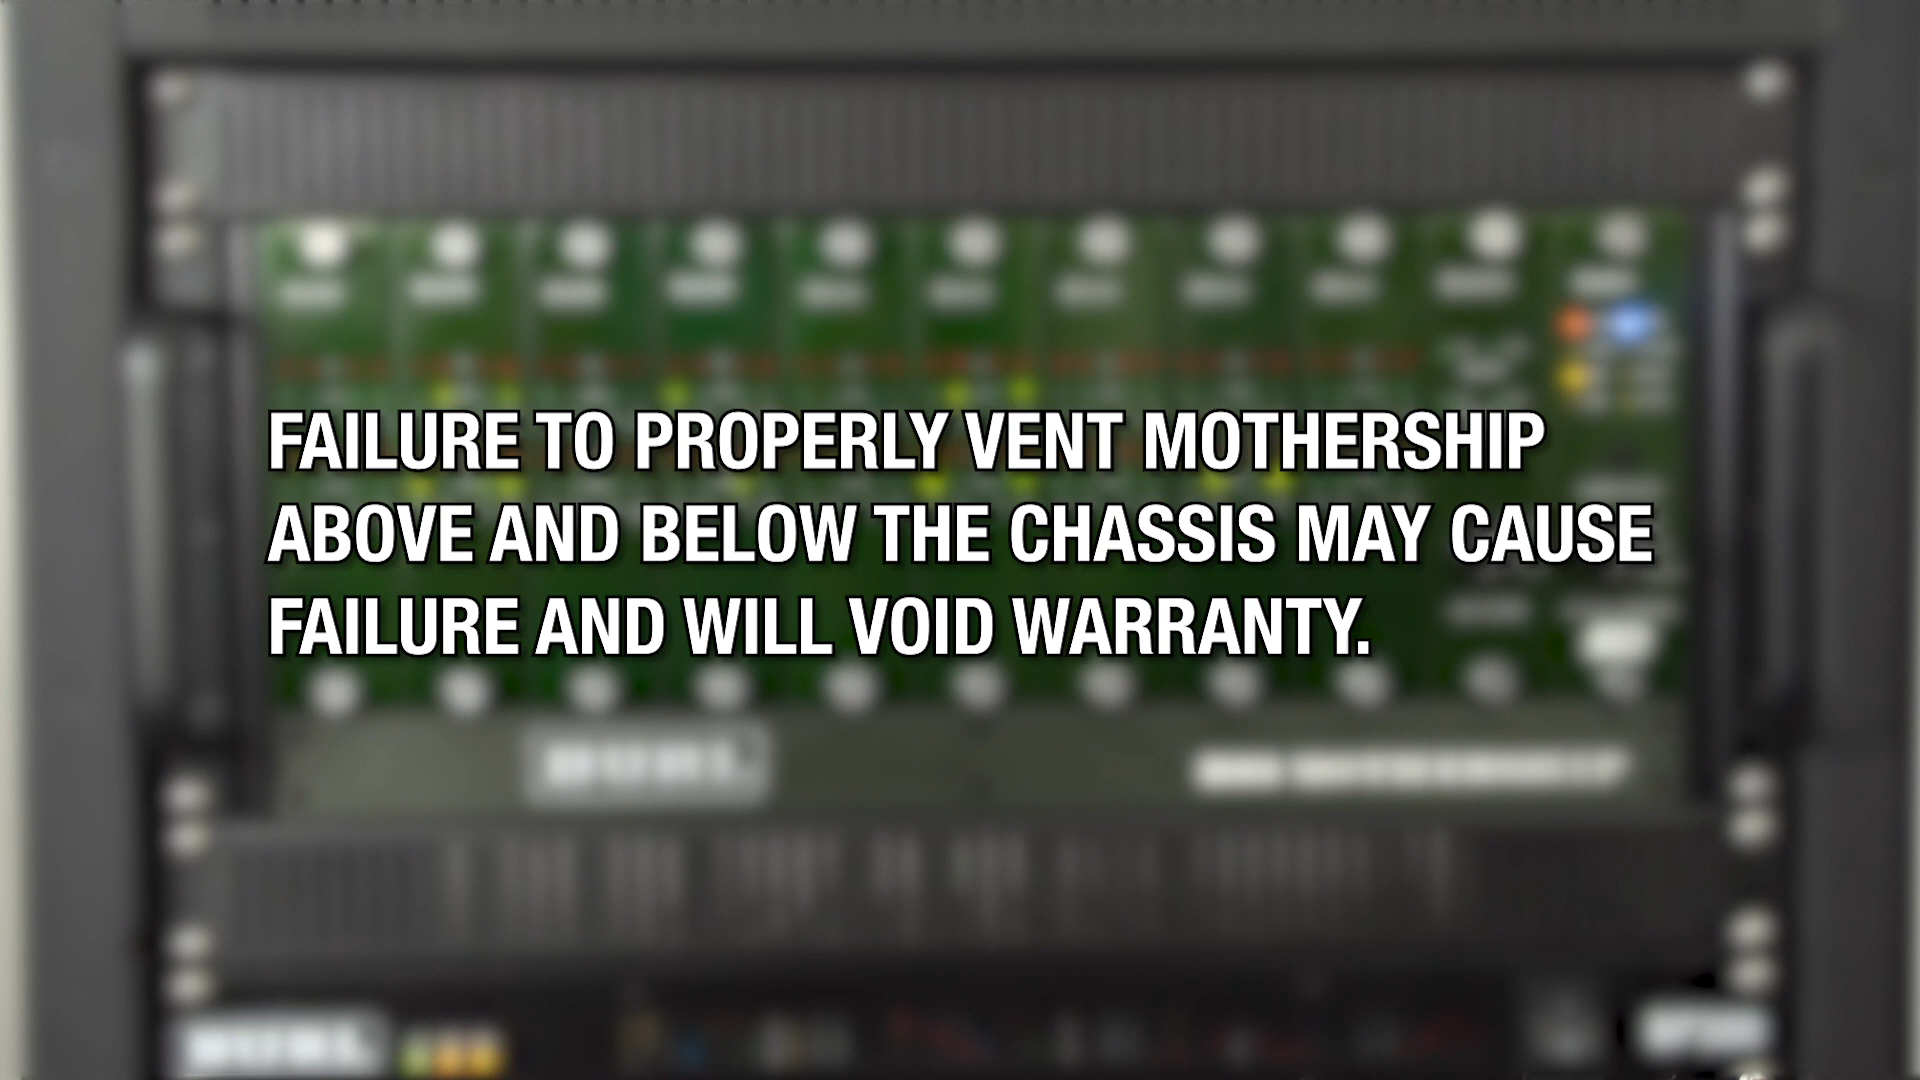 FAILURE TO PROPERLY VENT MOTHERSHIP
ABOVE AND BELOW THE CHASSIS MAY CAUSE
FAILURE AND WILL VOID WARRANTY.